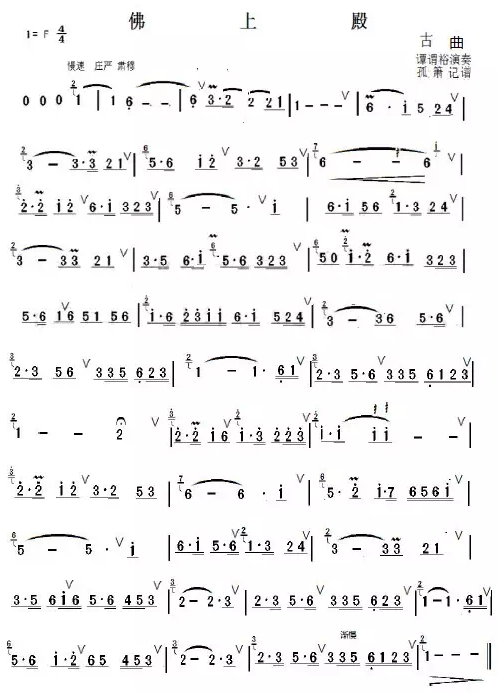 佛上殿
1= F 4/4
古 曲
慢速 庄严 肃穆
谭渭裕演奏
孤箫记谱
0 0 0 1 | 1 6 - - | 6 3·2 2 2 21 | 1 - - - | 6 · i 5 24 |
3 - 3·3 21 | 5·6 i2 3·2 53 | 6 - - 6 |
2·2 i2 6·i 323 | 5 - 5 · i | 6·i 56 1·3 24 |
3 - 33 21 | 3·5 6·i 5·6 323 | 50 i·2 6·i 323 |
5·6 16 51 56 | i·6 23ii 6·i 524 | 3 - 36 5·6 |
2·3 56 335 623 | 1 - 1· 61 | 2·3 5·6 335 6123 |
1 - - 2 | 2·2 i6 i·3 223 | i·i ii - - |
2·2 i2 3·2 53 | 6 - 6 · i | 5·2 i·7 656i |
5 - 5 · i | 6·i 5·6 1·3 24 | 3 - 33 21 |
3·5 6i6 5·6 453 | 2 - 2·3 | 2·3 5·6 335 623 | 1 - 1·61 |
渐慢
5·6 i·2 65 453 | 2 - 2·3 | 2·3 5·6 335 6123 | 1 - - - ‖